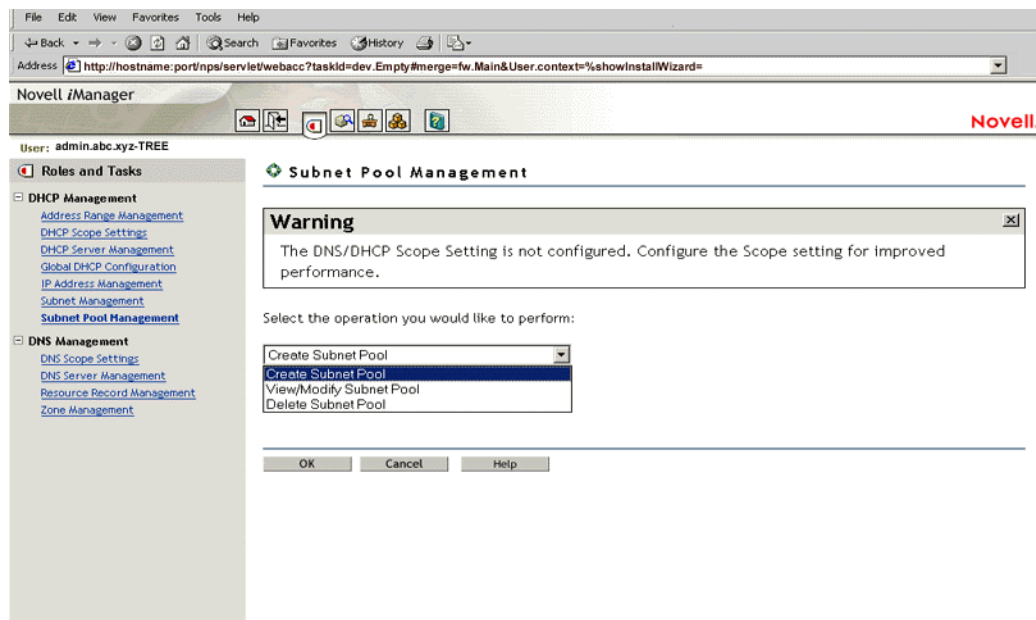 File Edit View Favorites Tools Help
Back Search Favorites History
Address http://hostname:port/nps/servlet/webacc?taskId=dev.Empty#merge=fw.Main&User.context=%showInstallWizard=
Novell iManager
Novell
User: admin.abc.xyz-TREE
Roles and Tasks
DHCP Management
Address Range Management
DHCP Scope Settings
DHCP Server Management
Global DHCP Configuration
IP Address Management
Subnet Management
Subnet Pool Management
DNS Management
DNS Scope Settings
DNS Server Management
Resource Record Management
Zone Management
Subnet Pool Management
Warning
The DNS/DHCP Scope Setting is not configured. Configure the Scope setting for improved
performance.
Select the operation you would like to perform:
Create Subnet Pool
Create Subnet Pool
View/Modify Subnet Pool
Delete Subnet Pool
OK Cancel Help